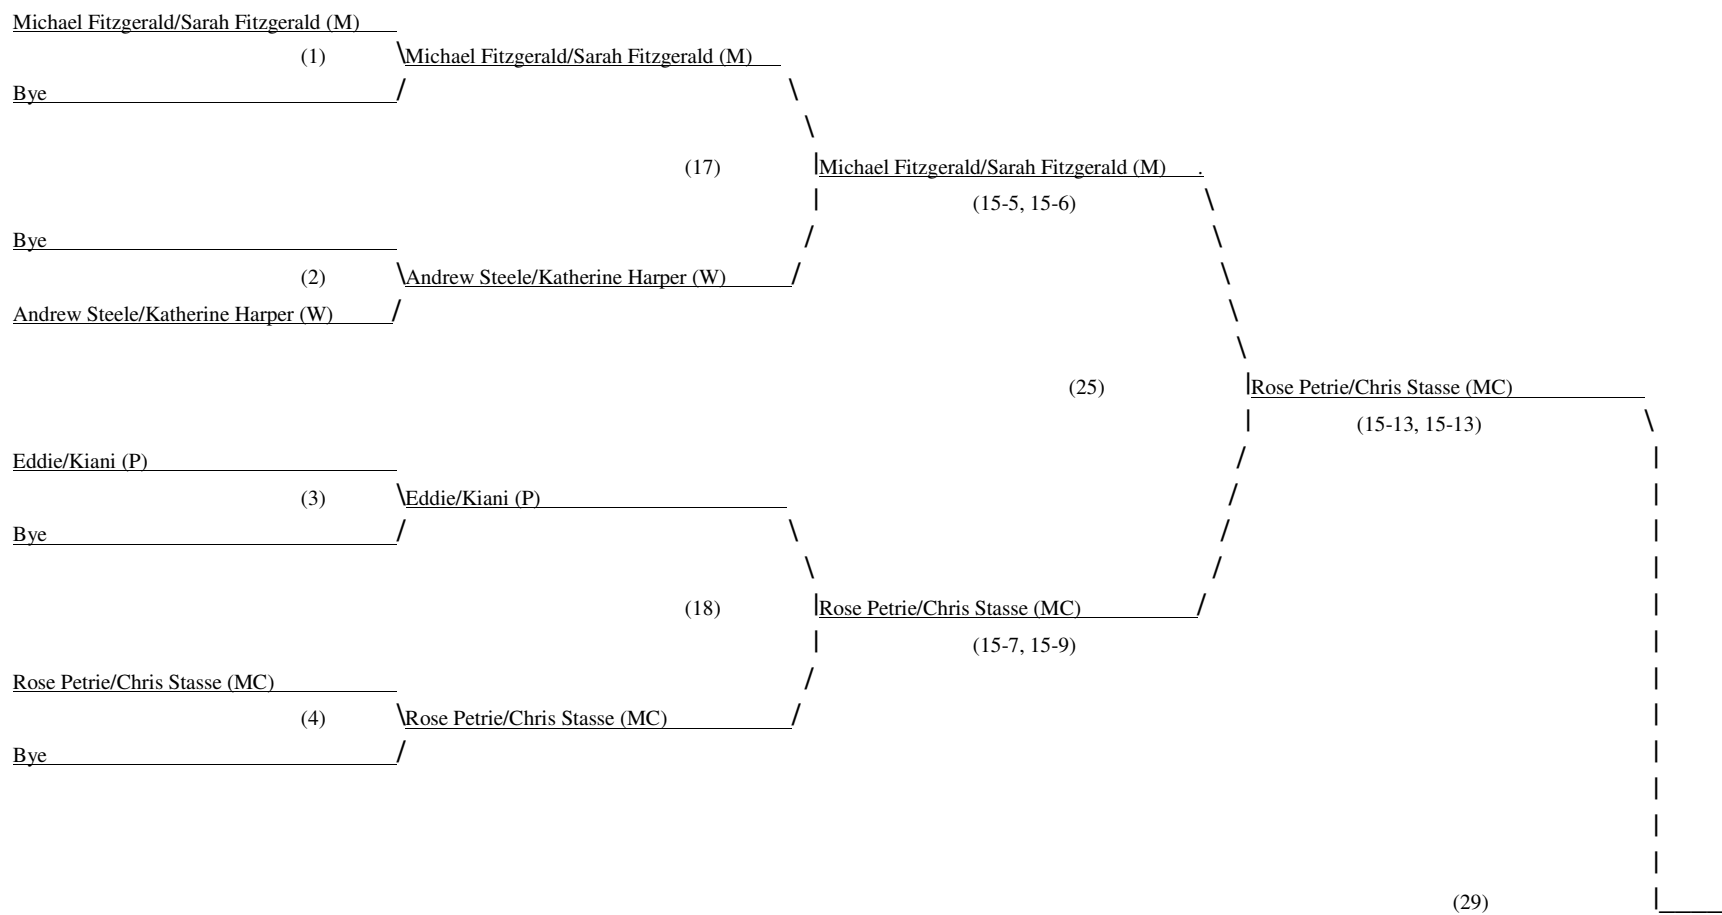 Michael Fitzgerald/Sarah Fitzgerald (M)
(1) \Michael Fitzgerald/Sarah Fitzgerald (M)
Bye / \
\
(17) |Michael Fitzgerald/Sarah Fitzgerald (M) .
| (15-5, 15-6) \
Bye / \
(2) \Andrew Steele/Katherine Harper (W) / \
Andrew Steele/Katherine Harper (W) / \
\
(25) |Rose Petrie/Chris Stasse (MC)
| (15-13, 15-13) \
Eddie/Kiani (P) / |
(3) \Eddie/Kiani (P) / |
Bye / \ / |
\ / |
(18) |Rose Petrie/Chris Stasse (MC) / |
| (15-7, 15-9) |
Rose Petrie/Chris Stasse (MC) / |
(4) \Rose Petrie/Chris Stasse (MC) / |
Bye / |
|
|
|
(29) |